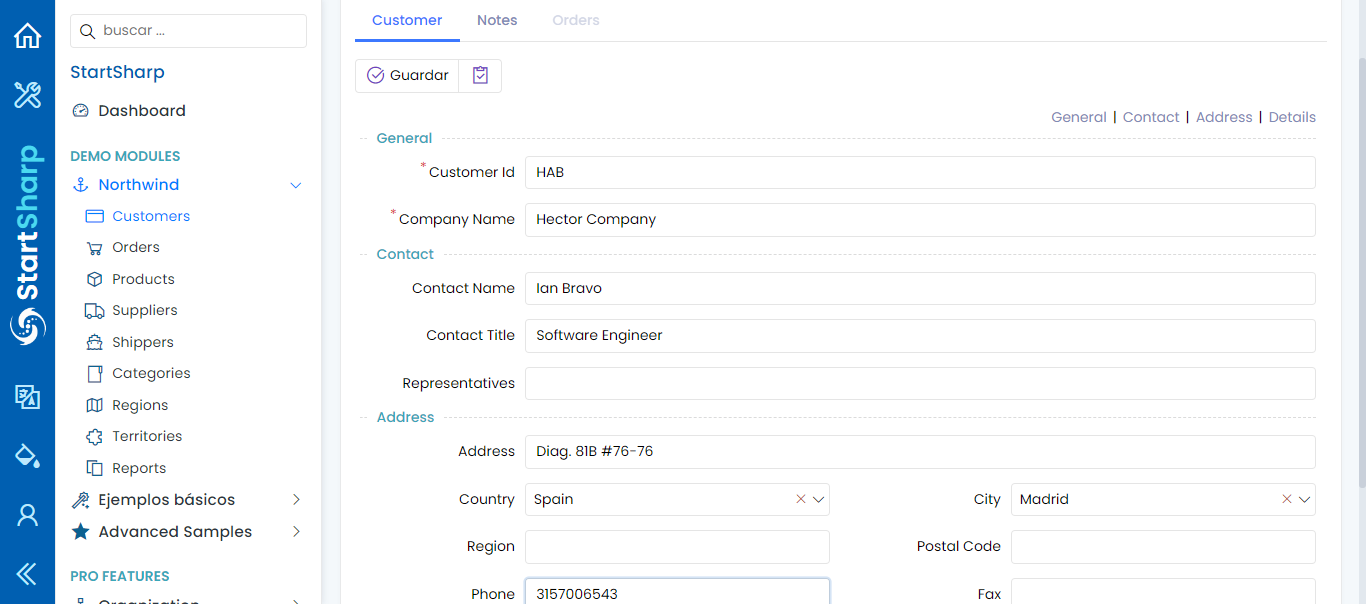 Customer Notes Orders
buscar ...
StartSharp
Dashboard
DEMO MODULES
Northwind
Customers
Orders
Products
Suppliers
Shippers
Categories
Regions
Territories
Reports
Ejemplos básicos
Advanced Samples
PRO FEATURES
Organization
StartSharp
Guardar
General | Contact | Address | Details
General
* Customer Id HAB
* Company Name Hector Company
Contact
Contact Name Ian Bravo
Contact Title Software Engineer
Representatives
Address
Address Diag. 81B #76-76
Country Spain City Madrid
Region Postal Code
Phone 3157006543 Fax